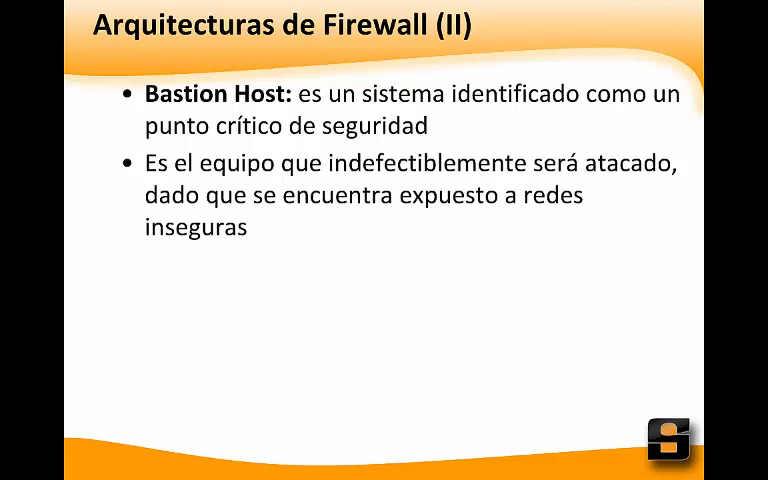 Arquitecturas de Firewall (II)
• Bastion Host: es un sistema identificado como un
punto crítico de seguridad
• Es el equipo que indefectiblemente será atacado,
dado que se encuentra expuesto a redes
inseguras